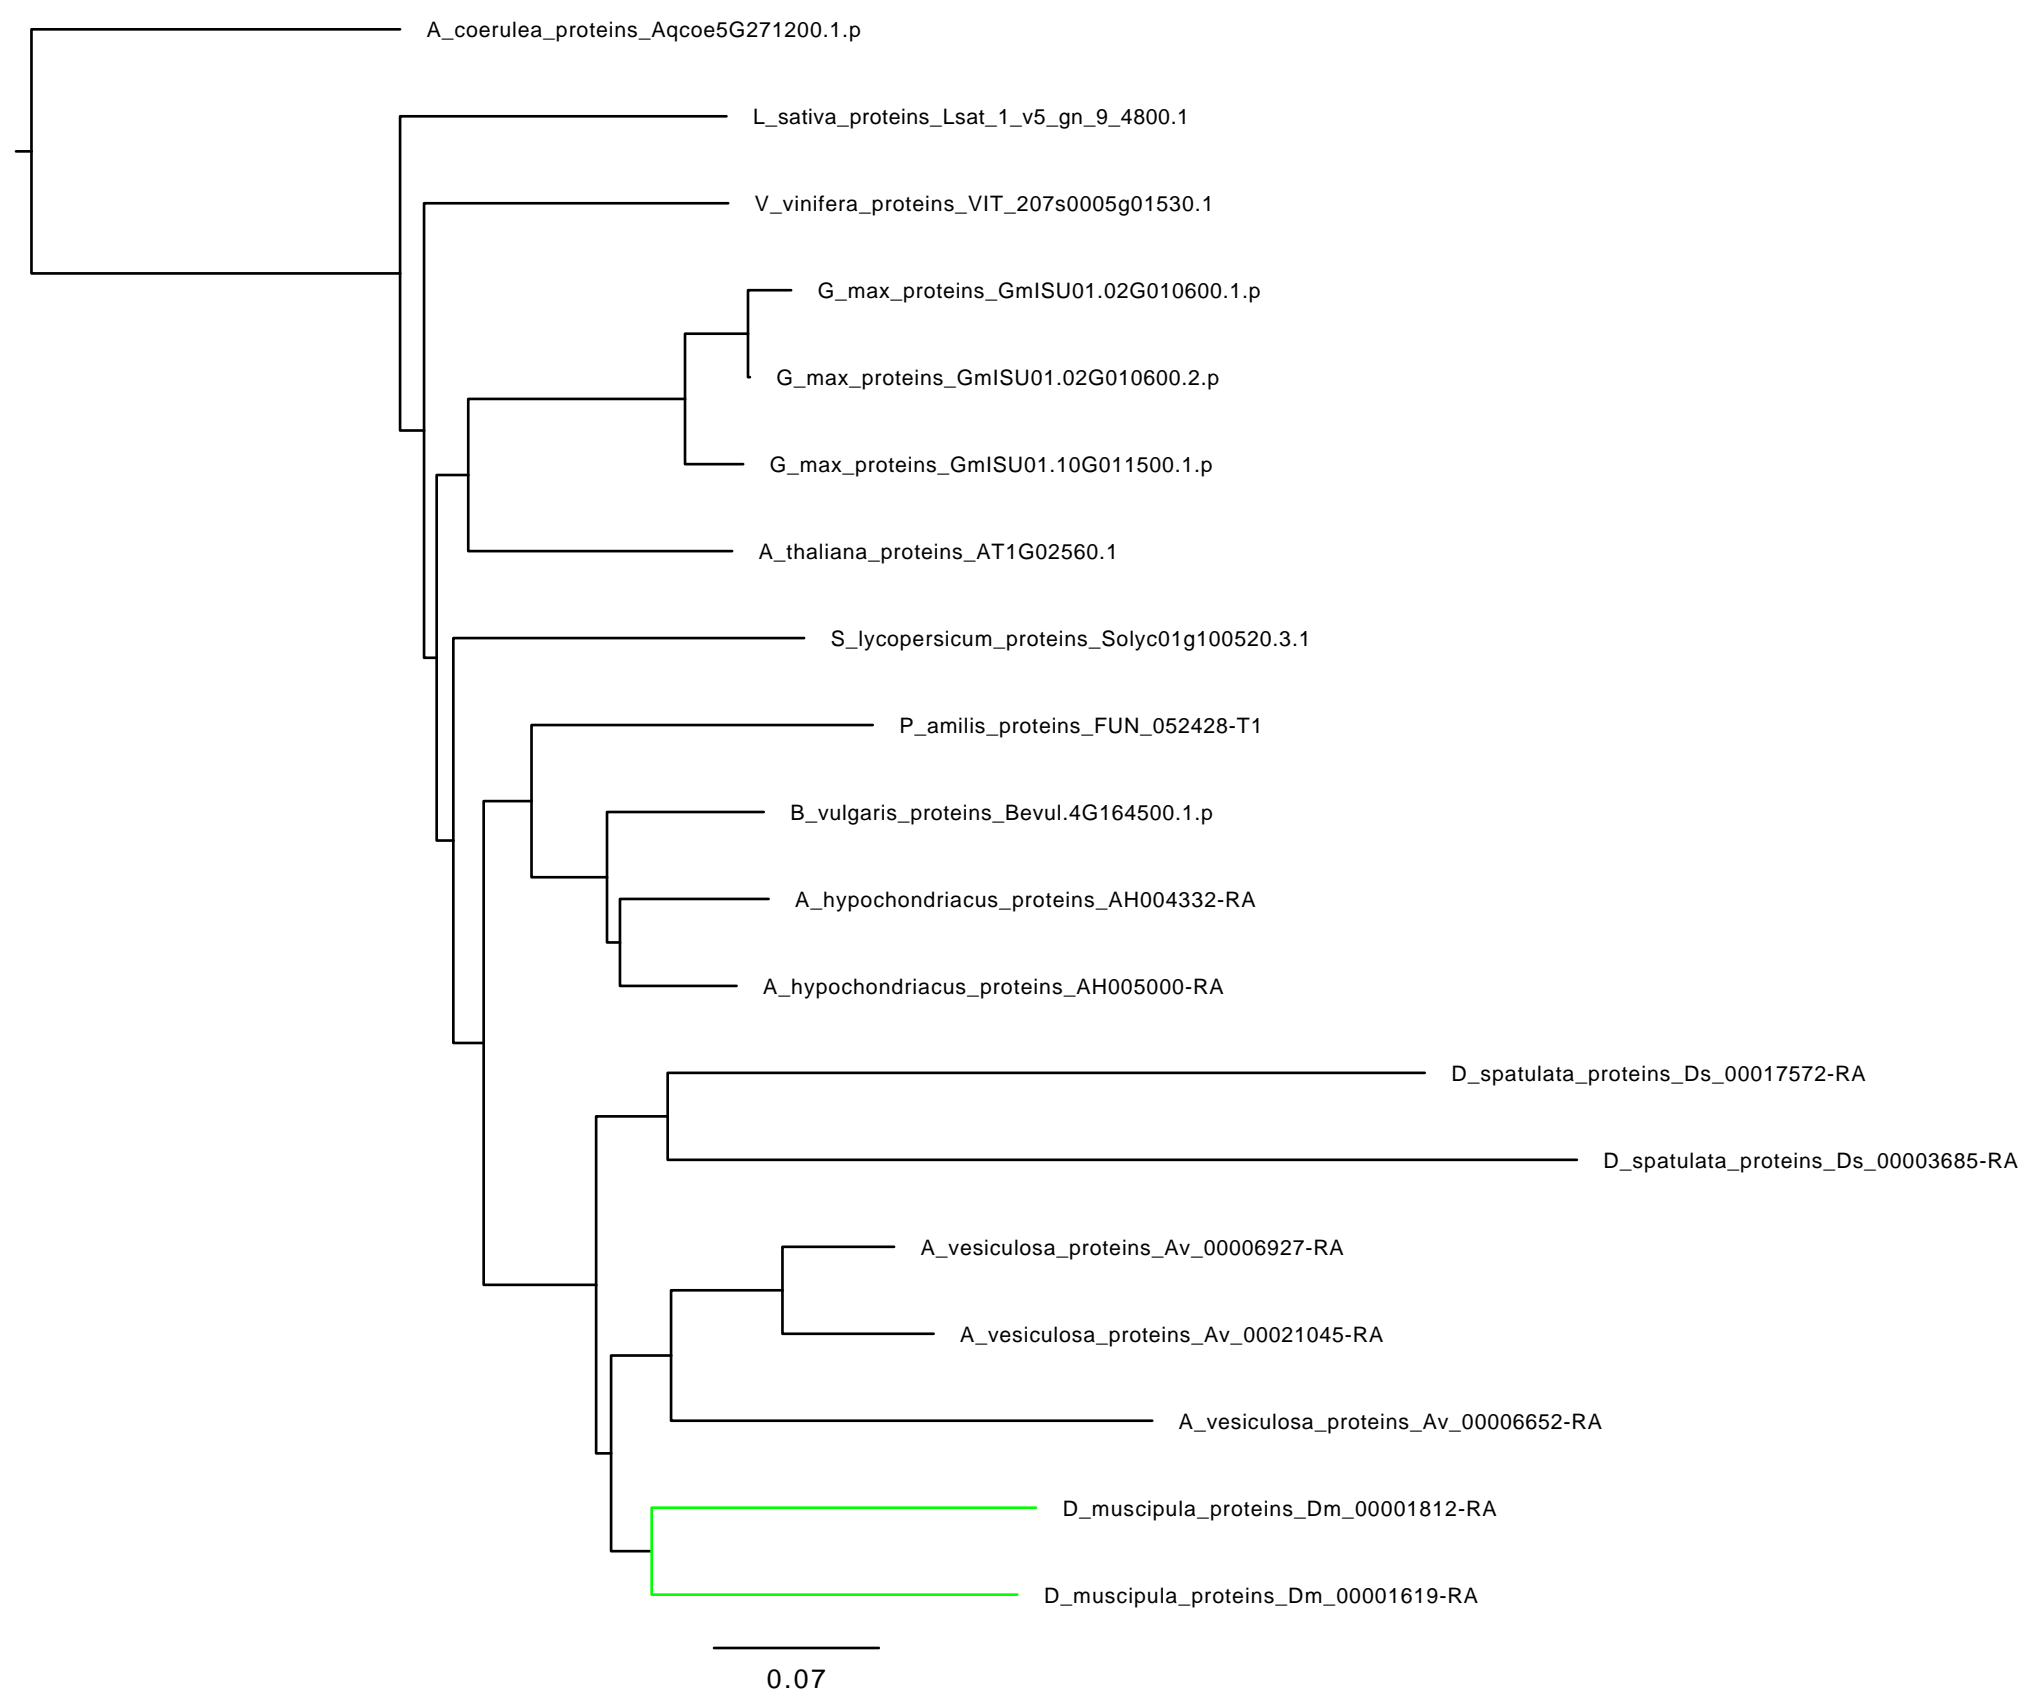 A_coerulea_proteins_Aqcoe5G271200.1.p
L_sativa_proteins_Lsat_1_v5_gn_9_4800.1
V_vinifera_proteins_VIT_207s0005g01530.1
G_max_proteins_GmISU01.02G010600.1.p
G_max_proteins_GmISU01.02G010600.2.p
G_max_proteins_GmISU01.10G011500.1.p
A_thaliana_proteins_AT1G02560.1
S_lycopersicum_proteins_Solyc01g100520.3.1
P_amilis_proteins_FUN_052428-T1
B_vulgaris_proteins_Bevul.4G164500.1.p
A_hypochondriacus_proteins_AH004332-RA
A_hypochondriacus_proteins_AH005000-RA
D_spatulata_proteins_Ds_00017572-RA
D_spatulata_proteins_Ds_00003685-RA
A_vesiculosa_proteins_Av_00006927-RA
A_vesiculosa_proteins_Av_00021045-RA
A_vesiculosa_proteins_Av_00006652-RA
D_muscipula_proteins_Dm_00001812-RA
D_muscipula_proteins_Dm_00001619-RA
0.07